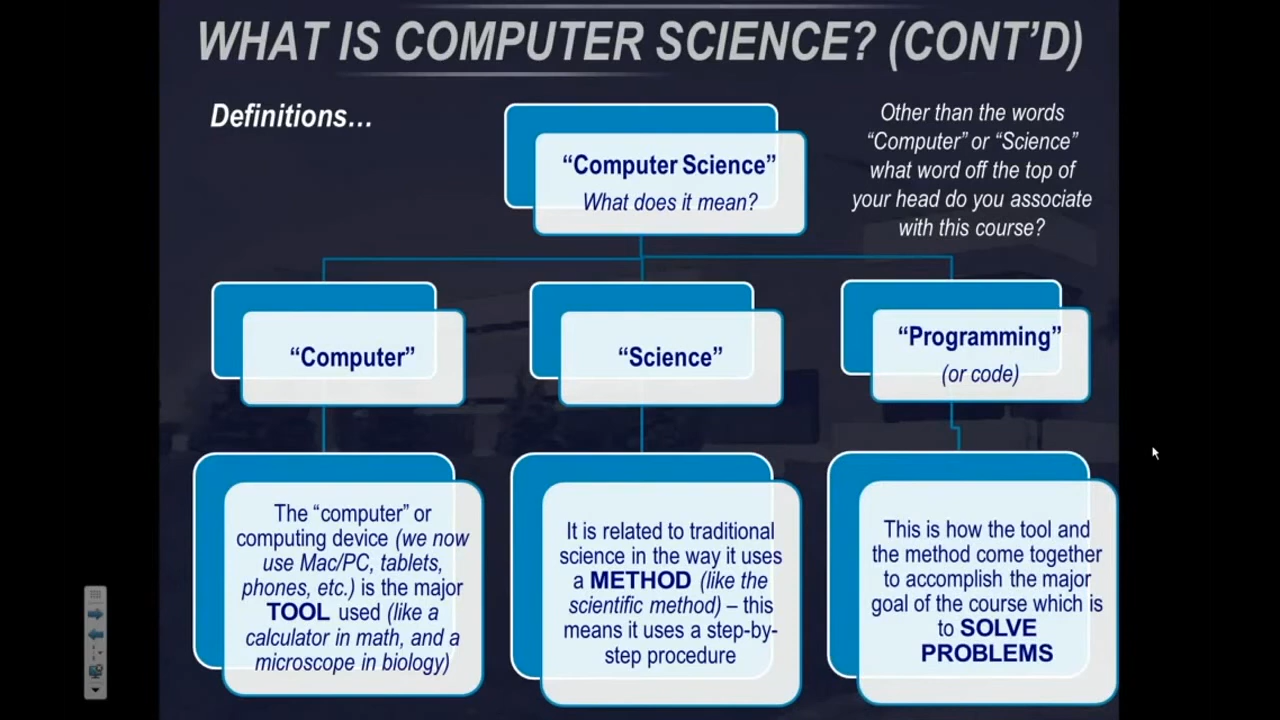 WHAT IS COMPUTER SCIENCE? (CONT’D)
Definitions…
“Computer Science”
What does it mean?
Other than the words
“Computer” or “Science”
what word off the top of
your head do you associate
with this course?
“Computer”
“Science”
“Programming”
(or code)
The “computer” or
computing device (we now
use Mac/PC, tablets,
phones, etc.) is the major
TOOL used (like a
calculator in math, and a
microscope in biology)
It is related to traditional
science in the way it uses
a METHOD (like the
scientific method) – this
means it uses a step-by-
step procedure
This is how the tool and
the method come together
to accomplish the major
goal of the course which is
to SOLVE
PROBLEMS